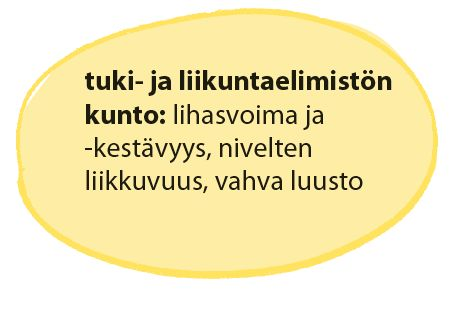 tuki- ja liikuntaelimistön
kunto: lihasvoima ja
-kestävyys, nivelten
liikkuvuus, vahva luusto